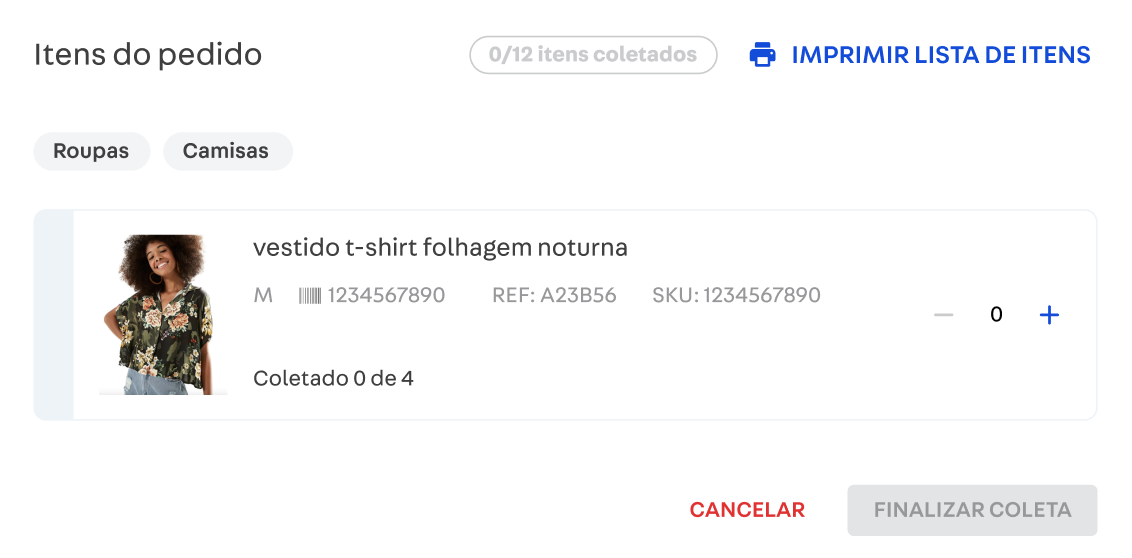 Itens do pedido
0/12 itens coletados
IMPRIMIR LISTA DE ITENS
Roupas
Camisas
vestido t-shirt folhagem noturna
M 1234567890 REF: A23B56 SKU: 1234567890
0
Coletado 0 de 4
CANCELAR
FINALIZAR COLETA